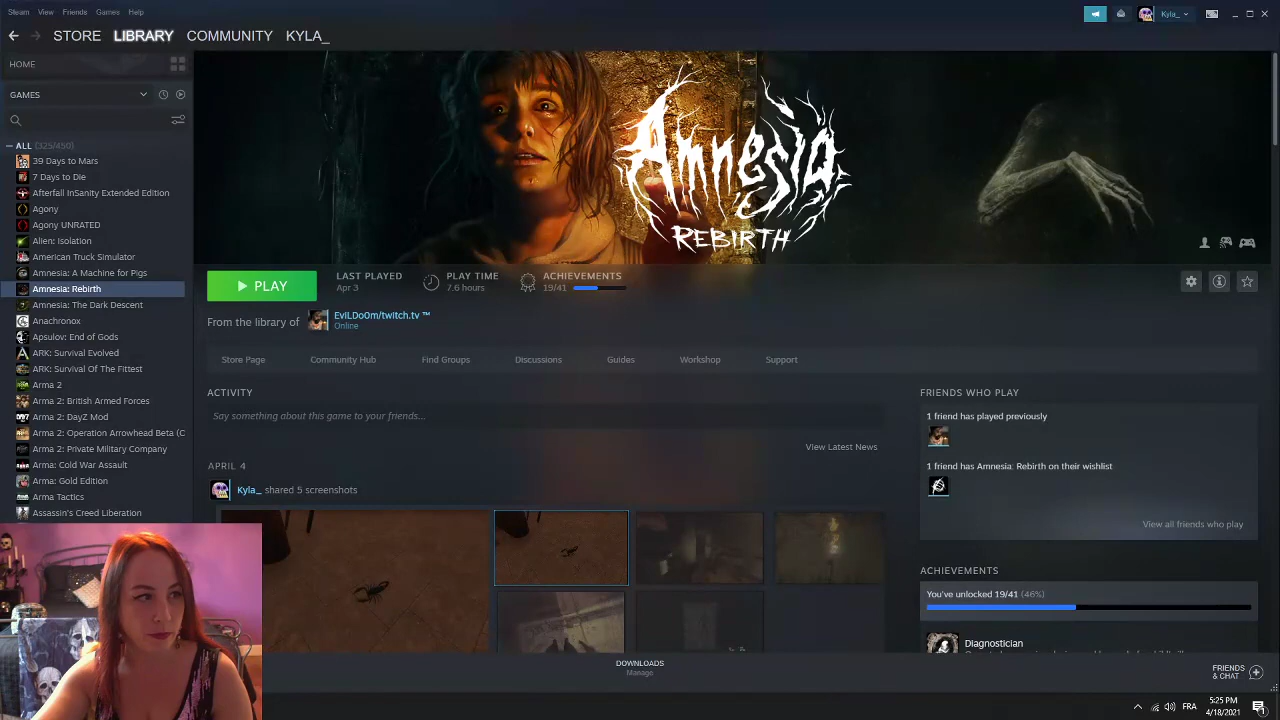 Steam View Friends Games Help
Kyla_
STORE LIBRARY COMMUNITY KYLA_
HOME
GAMES
ALL (325/450)
39 Days to Mars
7 Days to Die
Afterfall InSanity Extended Edition
Agony
Agony UNRATED
Alien: Isolation
American Truck Simulator
Amnesia: A Machine for Pigs
Amnesia: Rebirth
Amnesia: The Dark Descent
Anachronox
Apsulov: End of Gods
ARK: Survival Evolved
ARK: Survival Of The Fittest
Arma 2
Arma 2: British Armed Forces
Arma 2: DayZ Mod
Arma 2: Operation Arrowhead Beta (C
Arma 2: Private Military Company
Arma: Cold War Assault
Arma: Gold Edition
Arma Tactics
Assassin's Creed Liberation
Amnesia
REBIRTH
PLAY
LAST PLAYED
Apr 3
PLAY TIME
7.6 hours
ACHIEVEMENTS
19/41
From the library of
EviLDo0m/twitch.tv ™
Online
Store Page Community Hub Find Groups Discussions Guides Workshop Support
ACTIVITY
Say something about this game to your friends...
View Latest News
APRIL 4
Kyla_ shared 5 screenshots
FRIENDS WHO PLAY
1 friend has played previously
1 friend has Amnesia: Rebirth on their wishlist
View all friends who play
ACHIEVEMENTS
You've unlocked 19/41 (46%)
Diagnostician
DOWNLOADS
Manage
FRIENDS
& CHAT
FRA
5:25 PM
4/18/2021